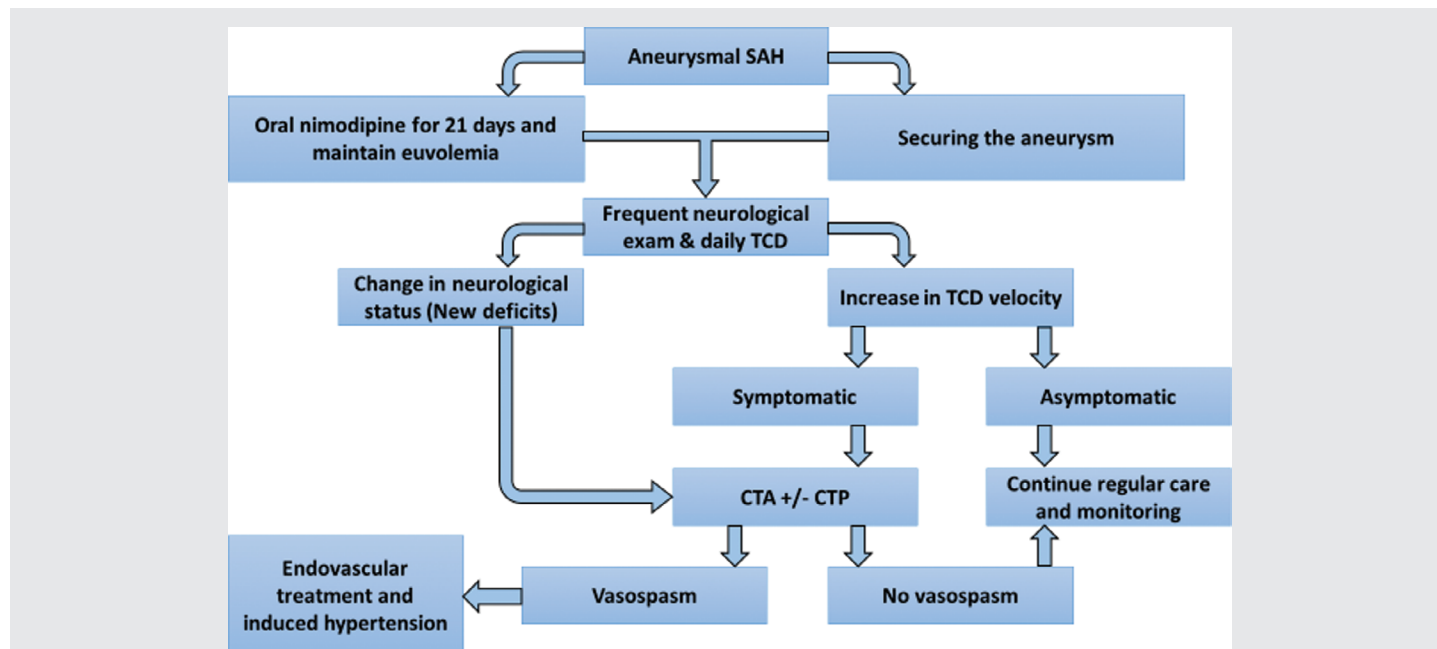 Aneurysmal SAH
Oral nimodipine for 21 days and
maintain euvolemia
Securing the aneurysm
Frequent neurological
exam & daily TCD
Change in neurological
status (New deficits)
Increase in TCD velocity
Symptomatic
Asymptomatic
CTA +/- CTP
Continue regular care
and monitoring
Endovascular
treatment and
induced hypertension
Vasospasm
No vasospasm